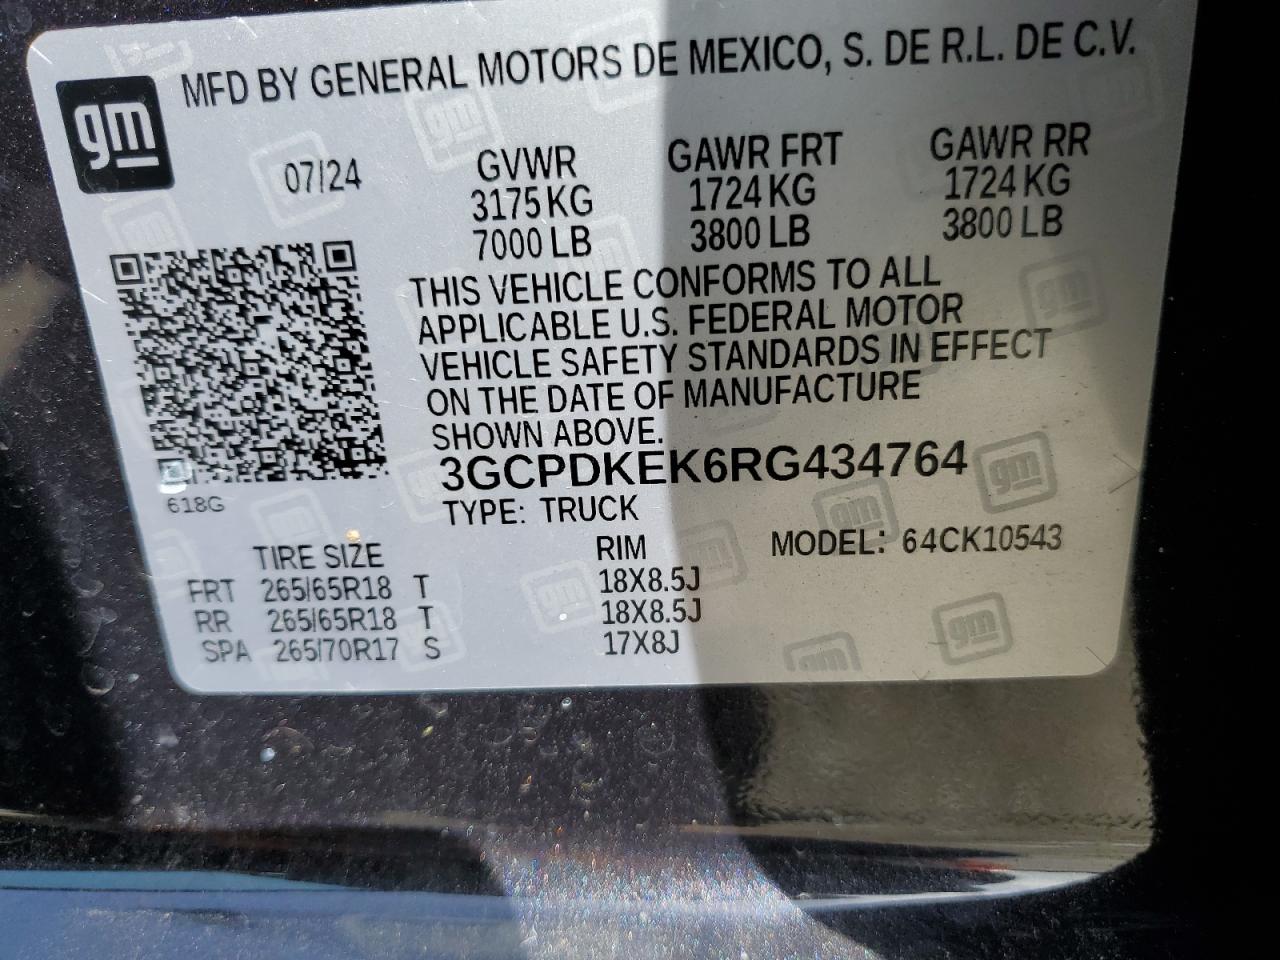 gm
MFD BY GENERAL MOTORS DE MEXICO, S. DE R.L. DE C.V.
07/24 GVWR GAWR FRT GAWR RR
3175 KG 1724 KG 1724 KG
7000 LB 3800 LB 3800 LB
THIS VEHICLE CONFORMS TO ALL
APPLICABLE U.S. FEDERAL MOTOR
VEHICLE SAFETY STANDARDS IN EFFECT
ON THE DATE OF MANUFACTURE
SHOWN ABOVE.
3GCPDKEK6RG434764
618G
TYPE: TRUCK
TIRE SIZE RIM MODEL: 64CK10543
FRT 265/65R18 T 18X8.5J
RR 265/65R18 T 18X8.5J
SPA 265/70R17 S 17X8J